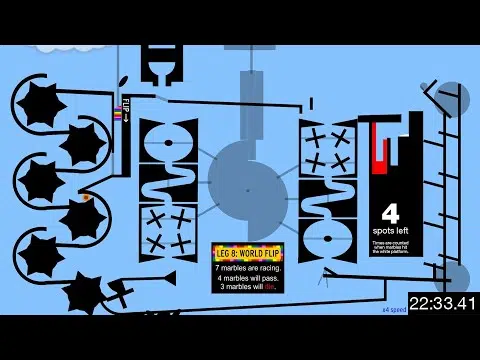 FLIP→
4
spots left
Times are counted
when marbles hit
the white platform.
LEG 8: WORLD FLIP
7 marbles are racing.
4 marbles will pass.
3 marbles will die.
x4 speed
22:33.41